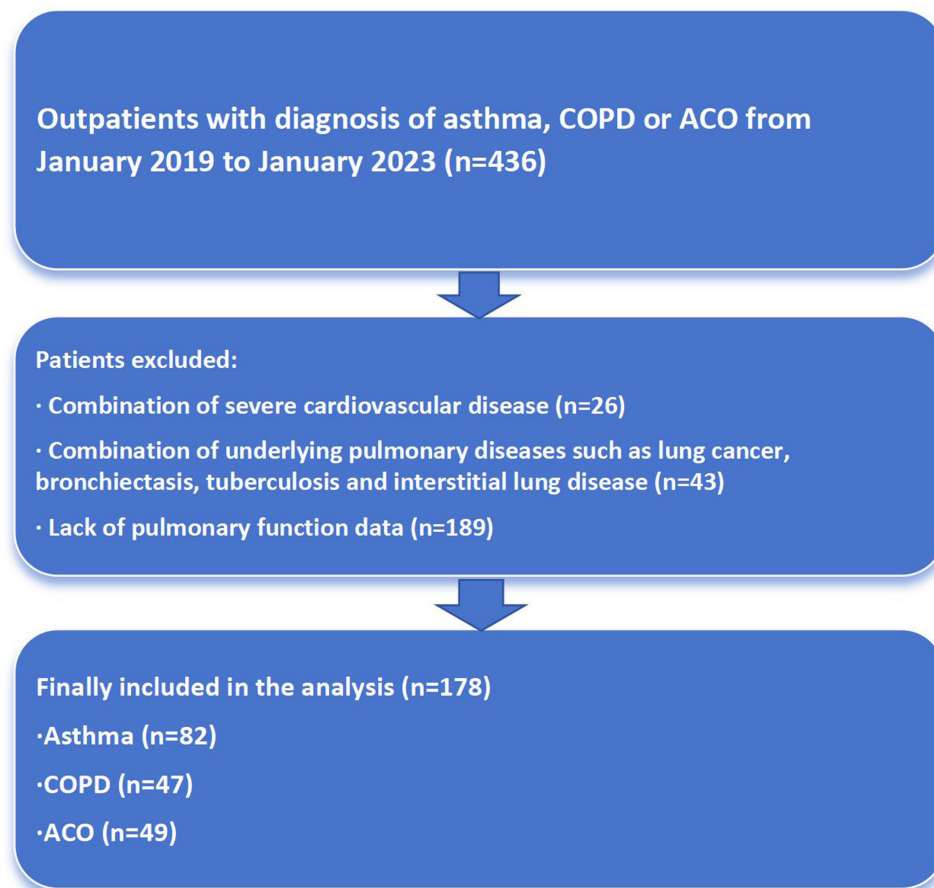 Outpatients with diagnosis of asthma, COPD or ACO from
January 2019 to January 2023 (n=436)
Patients excluded:
· Combination of severe cardiovascular disease (n=26)
· Combination of underlying pulmonary diseases such as lung cancer,
bronchiectasis, tuberculosis and interstitial lung disease (n=43)
· Lack of pulmonary function data (n=189)
Finally included in the analysis (n=178)
·Asthma (n=82)
·COPD (n=47)
·ACO (n=49)